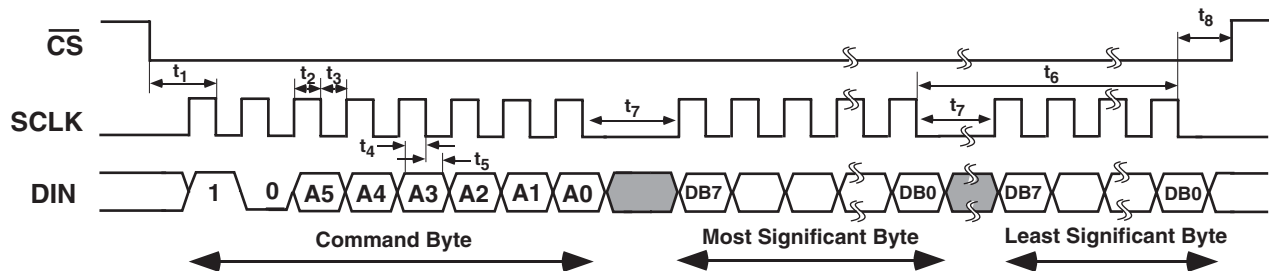 CS
t8
t1
t2
t3
t6
SCLK
t7
t7
t4
t5
DIN
1
0
A5
A4
A3
A2
A1
A0
DB7
DB0
DB7
DB0
Command Byte
Most Significant Byte
Least Significant Byte